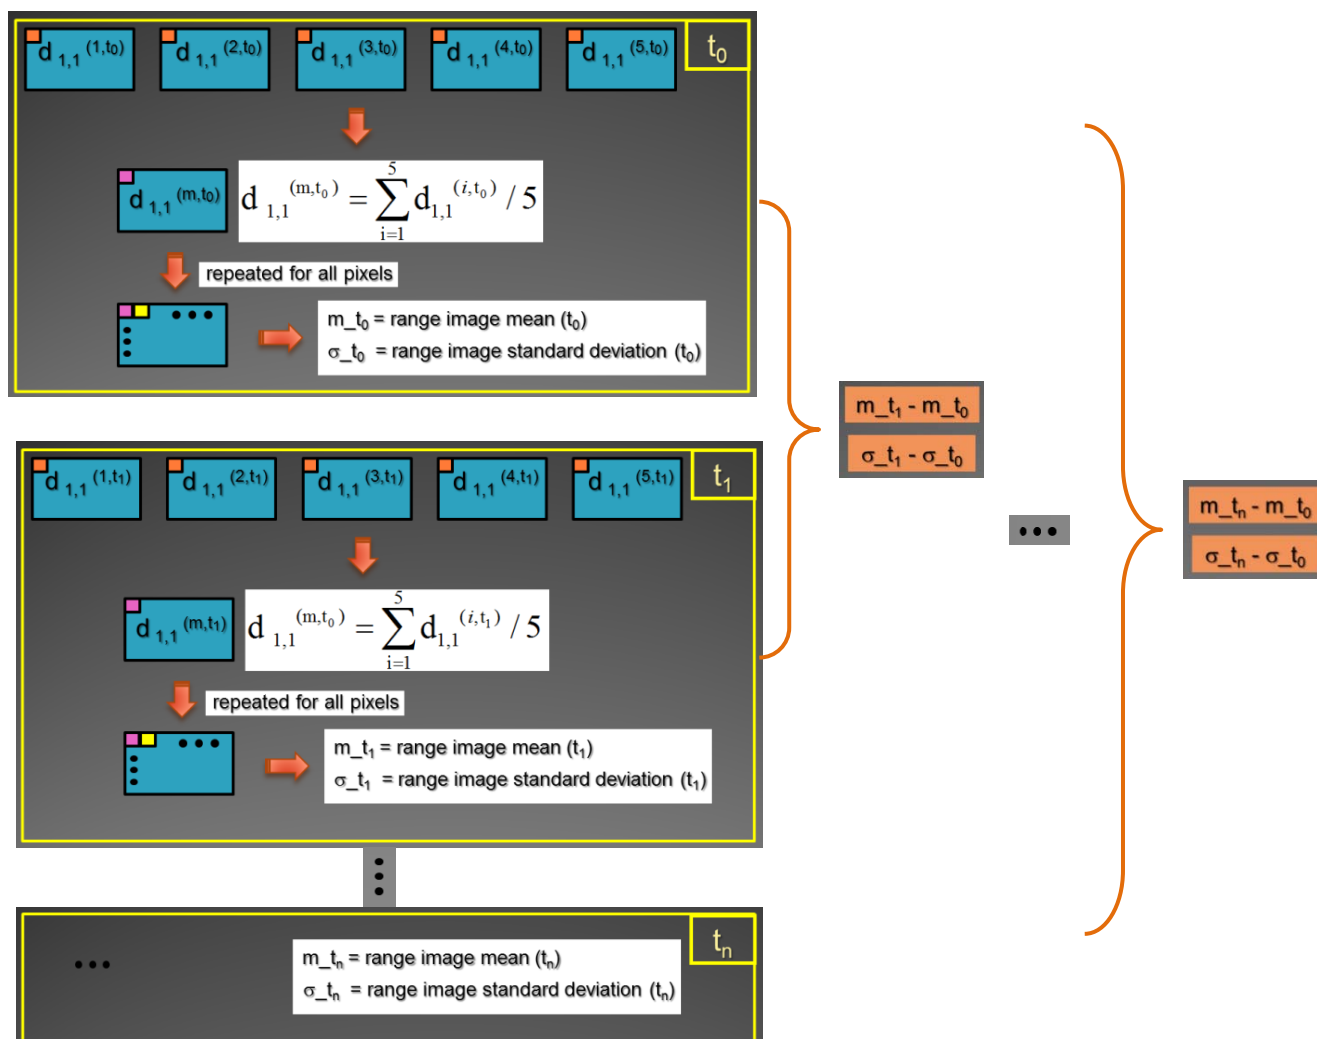 d 1,1 (1,t0) d 1,1 (2,t0) d 1,1 (3,t0) d 1,1 (4,t0) d 1,1 (5,t0) t0
d 1,1 (m,t0) d 1,1 (m,t0) = ∑ i=1 5 d1,1 (i,t0) / 5
repeated for all pixels
m_t0 = range image mean (t0)
σ_t0 = range image standard deviation (t0)
m_t1 - m_t0
σ_t1 - σ_t0
d 1,1 (1,t1) d 1,1 (2,t1) d 1,1 (3,t1) d 1,1 (4,t1) d 1,1 (5,t1) t1
d 1,1 (m,t1) d 1,1 (m,t0) = ∑ i=1 5 d1,1 (i,t1) / 5
repeated for all pixels
m_t1 = range image mean (t1)
σ_t1 = range image standard deviation (t1)
m_tn - m_t0
σ_tn - σ_t0
tn
m_tn = range image mean (tn)
σ_tn = range image standard deviation (tn)